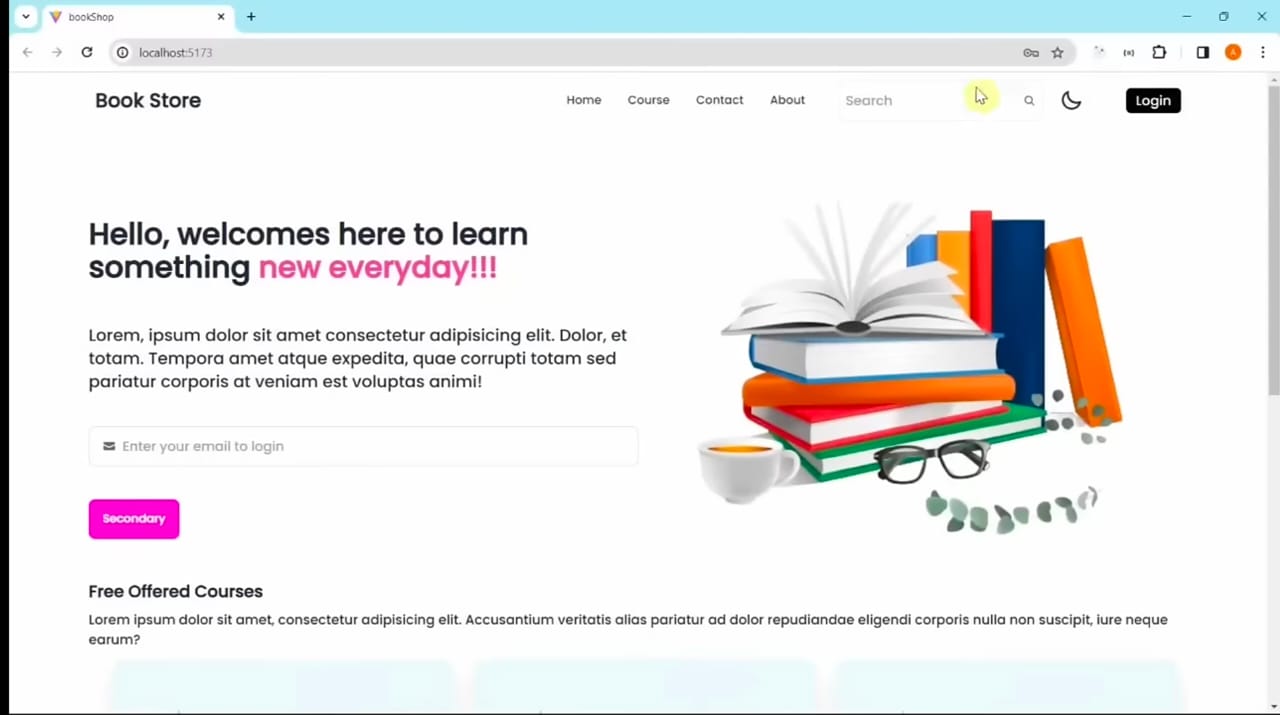 bookShop
localhost:5173
A
Book Store
Home Course Contact About Search Login
Hello, welcomes here to learn
something new everyday!!!
Lorem, ipsum dolor sit amet consectetur adipisicing elit. Dolor, et
totam. Tempora amet atque expedita, quae corrupti totam sed
pariatur corporis at veniam est voluptas animi!
Enter your email to login
Secondary
Free Offered Courses
Lorem ipsum dolor sit amet, consectetur adipisicing elit. Accusantium veritatis alias pariatur ad dolor repudiandae eligendi corporis nulla non suscipit, iure neque
earum?